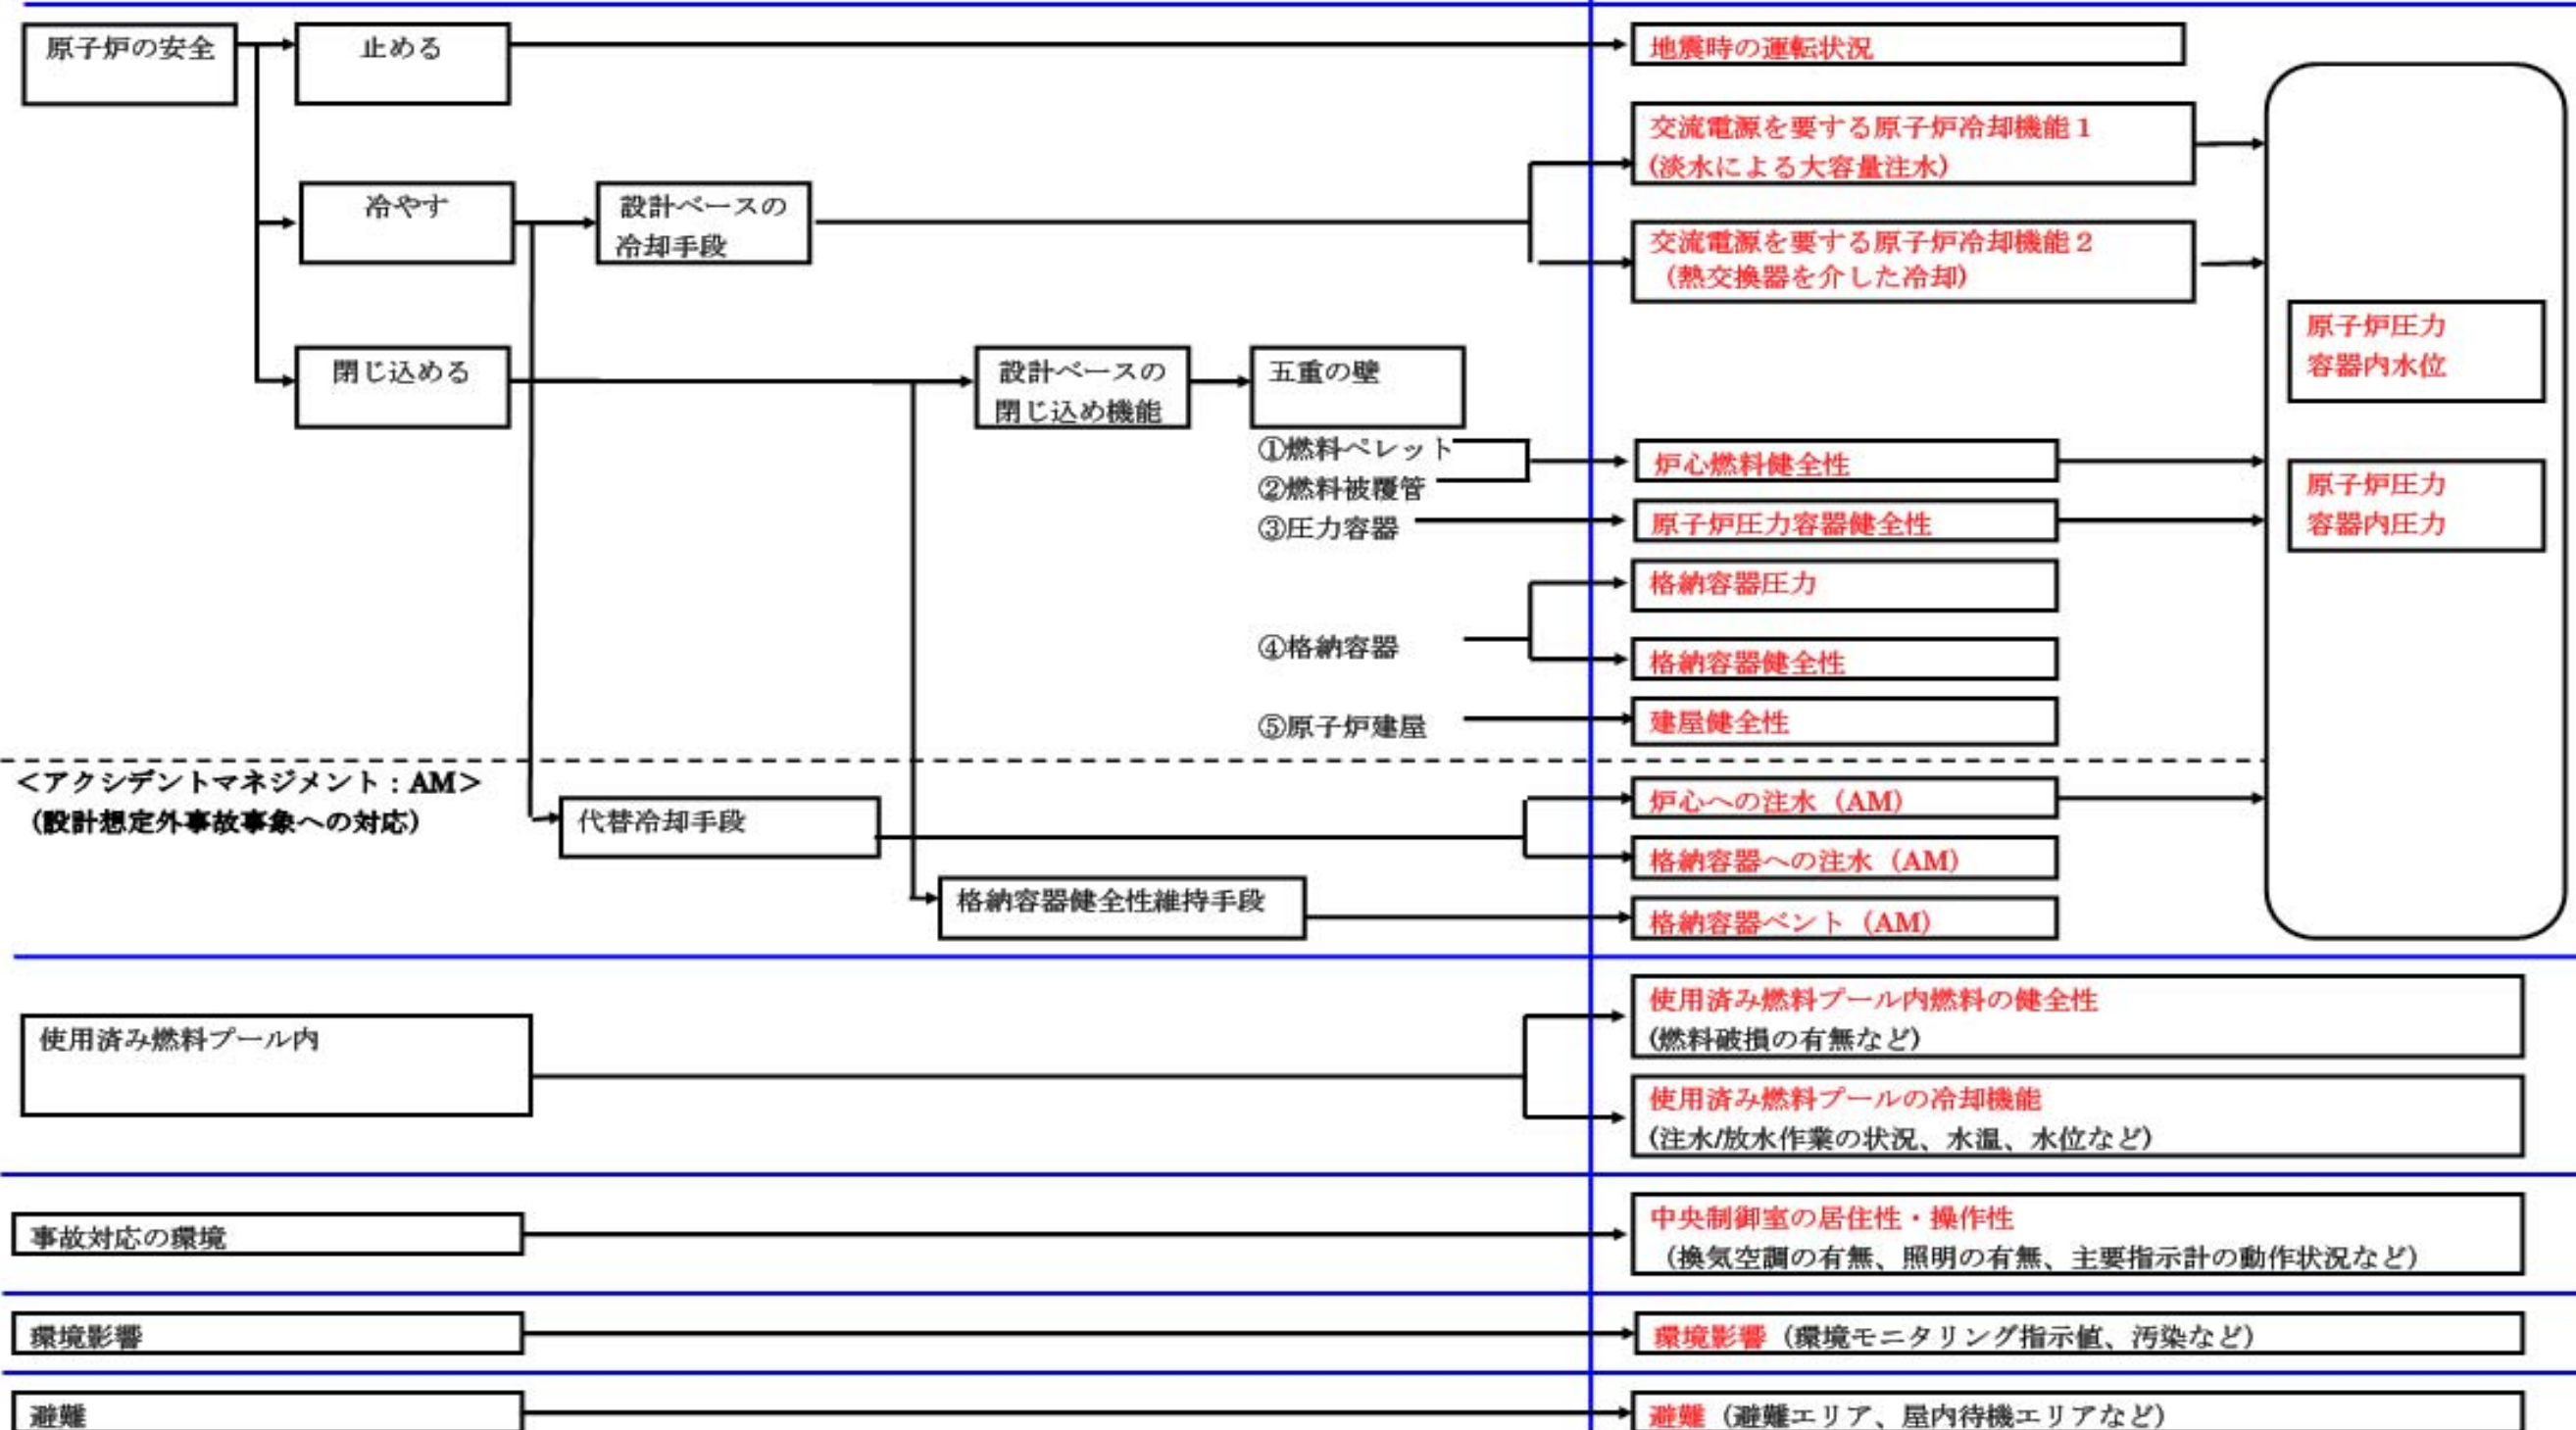 原子炉の安全
止める
地震時の運転状況
交流電源を要する原子炉冷却機能１
(淡水による大容量注水)
冷やす
設計ベースの
冷却手段
交流電源を要する原子炉冷却機能２
（熱交換器を介した冷却)
原子炉圧力
容器内水位
閉じ込める
設計ベースの
閉じ込め機能
五重の壁
①燃料ペレット
②燃料被覆管
③圧力容器
④格納容器
⑤原子炉建屋
炉心燃料健全性
原子炉圧力容器健全性
格納容器圧力
格納容器健全性
建屋健全性
原子炉圧力
容器内圧力
＜アクシデントマネジメント：AM＞
(設計想定外事故事象への対応)
代替冷却手段
炉心への注水（AM）
格納容器への注水（AM）
格納容器健全性維持手段
格納容器ベント（AM）
使用済み燃料プール内
使用済み燃料プール内燃料の健全性
(燃料破損の有無など)
使用済み燃料プールの冷却機能
(注水/放水作業の状況、水温、水位など)
事故対応の環境
中央制御室の居住性・操作性
（換気空調の有無、照明の有無、主要指示計の動作状況など）
環境影響
環境影響（環境モニタリング指示値、汚染など）
避難
避難（避難エリア、屋内待機エリアなど）